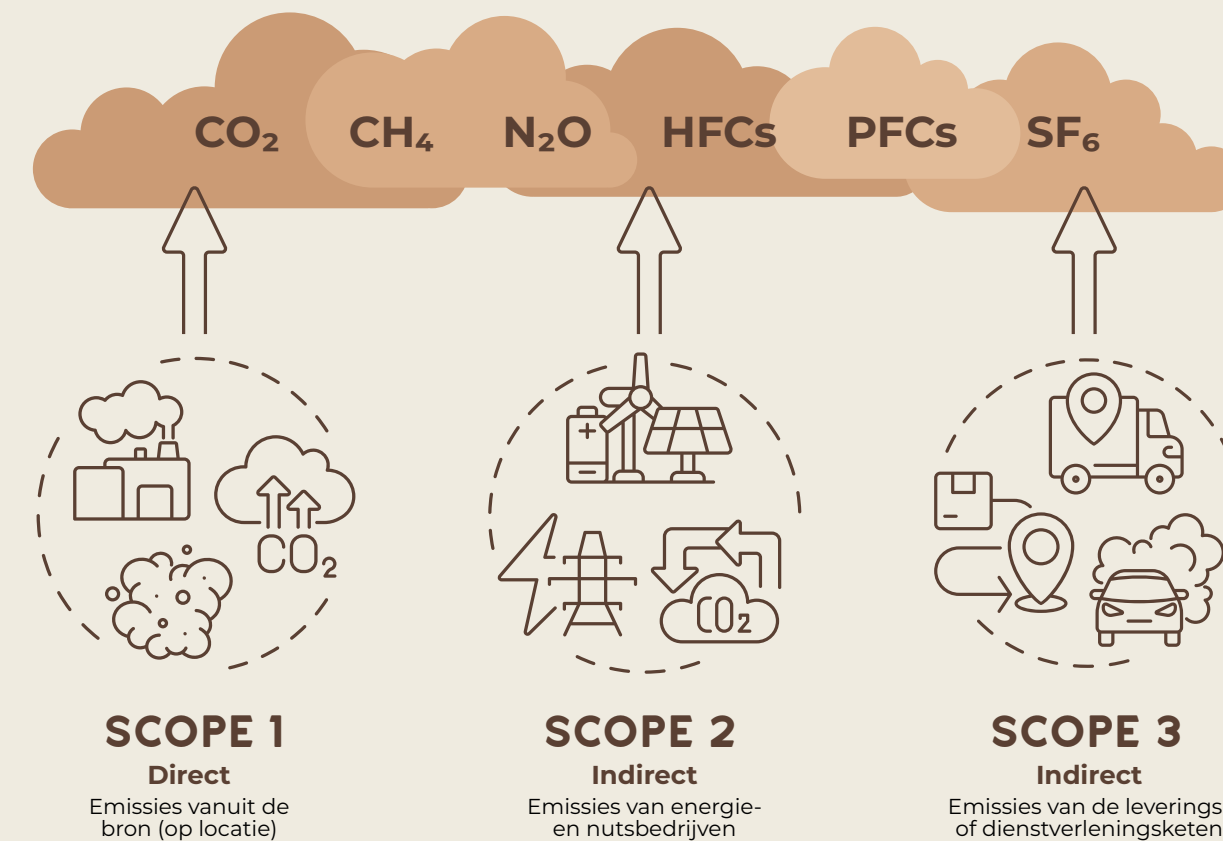 CO₂ CH₄ N₂O HFCs PFCs SF₆
CO₂
CO₂
SCOPE 1
Direct
Emissies vanuit de
bron (op locatie)
SCOPE 2
Indirect
Emissies van energie-
en nutsbedrijven
SCOPE 3
Indirect
Emissies van de leverings
of dienstverleningsketen